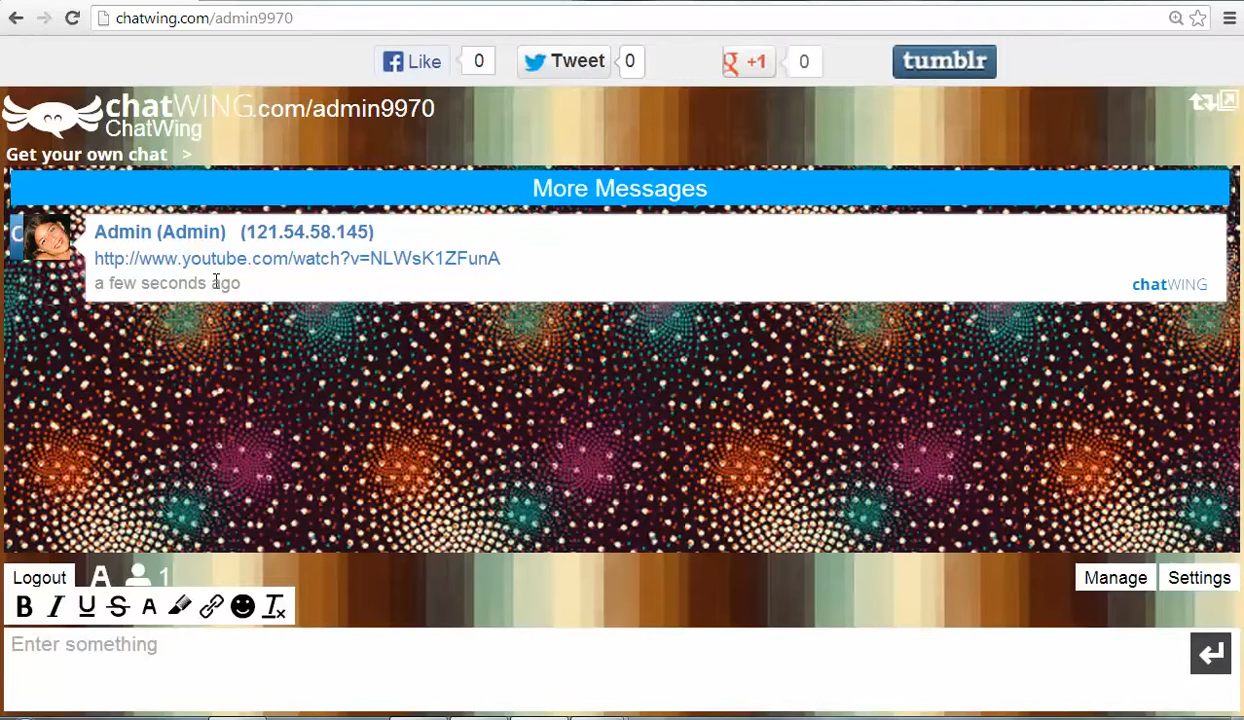 chatwing.com/admin9970
Like 0 Tweet 0 g +1 0 tumblr
chatWING.com/admin9970
ChatWing
Get your own chat >
More Messages
C
Admin (Admin) (121.54.58.145)
http://www.youtube.com/watch?v=NLWsK1ZFunA
a few seconds ago
chatWING
Logout A 1
Manage Settings
B I U S A Tx
Enter something